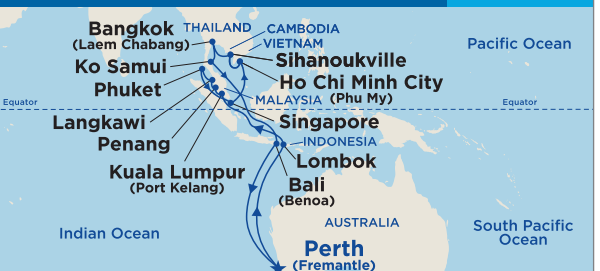 Bangkok
(Laem Chabang)
THAILAND
CAMBODIA
VIETNAM
Pacific Ocean
Ko Samui
Sihanoukville
Phuket
Ho Chi Minh City
(Phu My)
MALAYSIA
Equator
Equator
Langkawi
Singapore
Penang
INDONESIA
Kuala Lumpur
(Port Kelang)
Lombok
Bali
(Benoa)
Indian Ocean
AUSTRALIA
South Pacific
Ocean
Perth
(Fremantle)